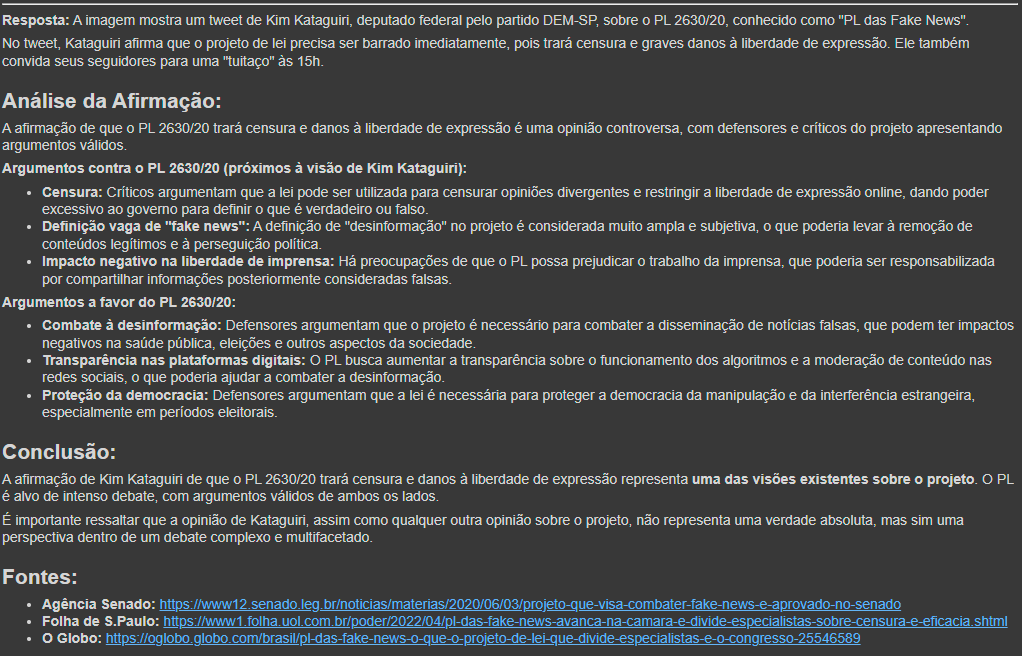 Resposta: A imagem mostra um tweet de Kim Kataguiri, deputado federal pelo partido DEM-SP, sobre o PL 2630/20, conhecido como "PL das Fake News".
No tweet, Kataguiri afirma que o projeto de lei precisa ser barrado imediatamente, pois trará censura e graves danos à liberdade de expressão. Ele também
convida seus seguidores para uma "tuitaço" às 15h.
Análise da Afirmação:
A afirmação de que o PL 2630/20 trará censura e danos à liberdade de expressão é uma opinião controversa, com defensores e críticos do projeto apresentando
argumentos válidos.
Argumentos contra o PL 2630/20 (próximos à visão de Kim Kataguiri):
• Censura: Críticos argumentam que a lei pode ser utilizada para censurar opiniões divergentes e restringir a liberdade de expressão online, dando poder
excessivo ao governo para definir o que é verdadeiro ou falso.
• Definição vaga de "fake news": A definição de "desinformação" no projeto é considerada muito ampla e subjetiva, o que poderia levar à remoção de
conteúdos legítimos e à perseguição política.
• Impacto negativo na liberdade de imprensa: Há preocupações de que o PL possa prejudicar o trabalho da imprensa, que poderia ser responsabilizada
por compartilhar informações posteriormente consideradas falsas.
Argumentos a favor do PL 2630/20:
• Combate à desinformação: Defensores argumentam que o projeto é necessário para combater a disseminação de notícias falsas, que podem ter impactos
negativos na saúde pública, eleições e outros aspectos da sociedade.
• Transparência nas plataformas digitais: O PL busca aumentar a transparência sobre o funcionamento dos algoritmos e a moderação de conteúdo nas
redes sociais, o que poderia ajudar a combater a desinformação.
• Proteção da democracia: Defensores argumentam que a lei é necessária para proteger a democracia da manipulação e da interferência estrangeira,
especialmente em períodos eleitorais.
Conclusão:
A afirmação de Kim Kataguiri de que o PL 2630/20 trará censura e danos à liberdade de expressão representa uma das visões existentes sobre o projeto. O PL
é alvo de intenso debate, com argumentos válidos de ambos os lados.
É importante ressaltar que a opinião de Kataguiri, assim como qualquer outra opinião sobre o projeto, não representa uma verdade absoluta, mas sim uma
perspectiva dentro de um debate complexo e multifacetado.
Fontes:
• Agência Senado: https://www12.senado.leg.br/noticias/materias/2020/06/03/projeto-que-visa-combater-fake-news-e-aprovado-no-senado
• Folha de S.Paulo: https://www1.folha.uol.com.br/poder/2022/04/pl-das-fake-news-avanca-na-camara-e-divide-especialistas-sobre-censura-e-eficacia.shtml
• O Globo: https://oglobo.globo.com/brasil/pl-das-fake-news-o-que-o-projeto-de-lei-que-divide-especialistas-e-o-congresso-25546589